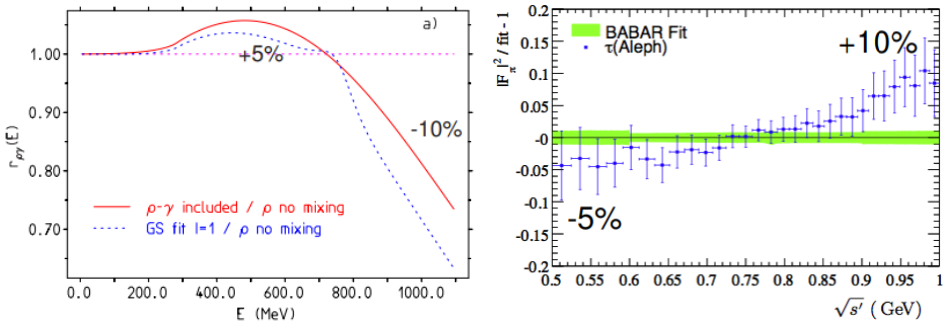 a)
1.00
0.90
0.80
0.70
r_ργ(E)
+5%
-10%
ρ-γ included / ρ no mixing
GS fit I=1 / ρ no mixing
0.0
200.0
400.0
600.0
800.0
1000.0
E (MeV)
|F_π|² / fit - 1
0.2
0.15
0.1
0.05
-0
-0.05
-0.1
-0.15
-0.2
BABAR Fit
τ(Aleph)
+10%
-5%
0.5 0.55 0.6 0.65 0.7 0.75 0.8 0.85 0.9 0.95 1
√s' ( GeV)